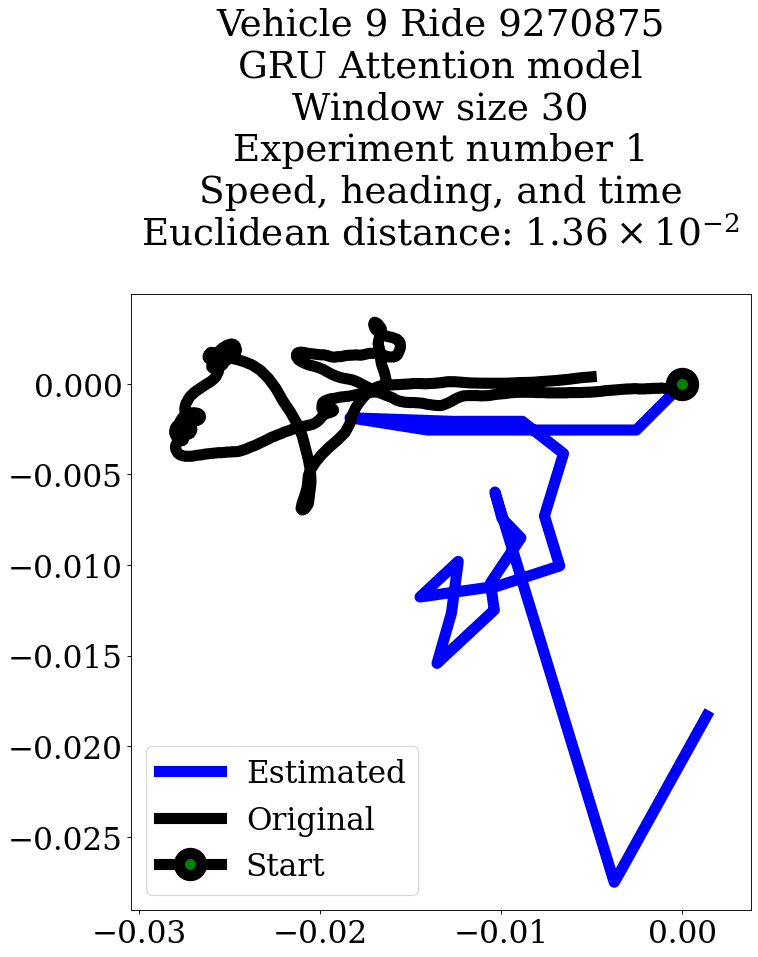 Vehicle 9 Ride 9270875
GRU Attention model
Window size 30
Experiment number 1
Speed, heading, and time
Euclidean distance: 1.36 × 10⁻²
0.000
−0.005
−0.010
−0.015
−0.020
−0.025
Estimated
Original
Start
−0.03
−0.02
−0.01
0.00